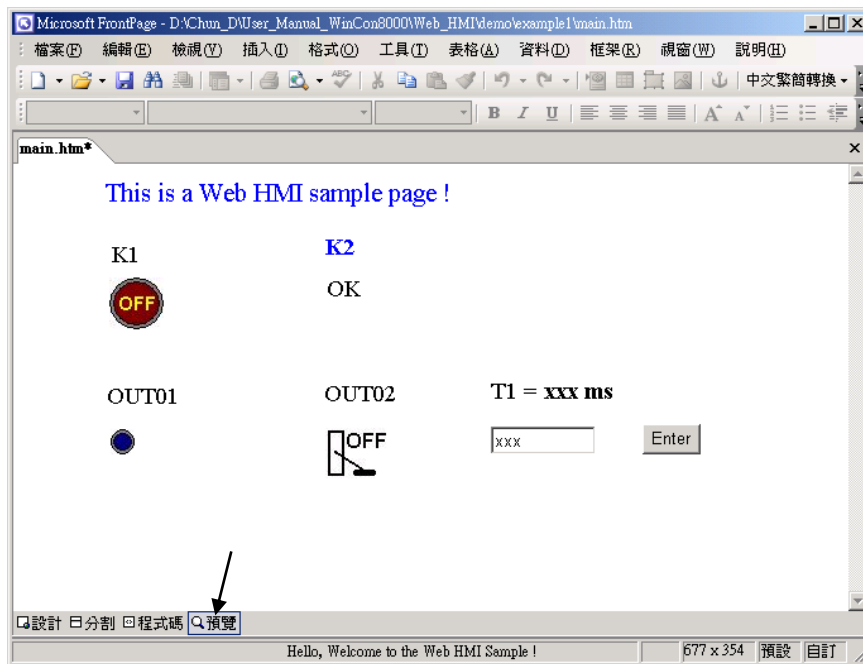 Microsoft FrontPage - D:\Chun_D\User_Manual_WinCon8000\Web_HMI\demo\example1\main.htm
檔案(F) 編輯(E) 檢視(V) 插入(I) 格式(O) 工具(T) 表格(A) 資料(D) 框架(R) 視窗(W) 說明(H)
ABC 中文繁簡轉換
B I U A A
main.htm*
This is a Web HMI sample page !
K1 K2
OFF OK
OUT01 OUT02 T1 = xxx ms
OFF xxx Enter
設計 分割 程式碼 預覽
Hello, Welcome to the Web HMI Sample ! 677 x 354 預設 自訂